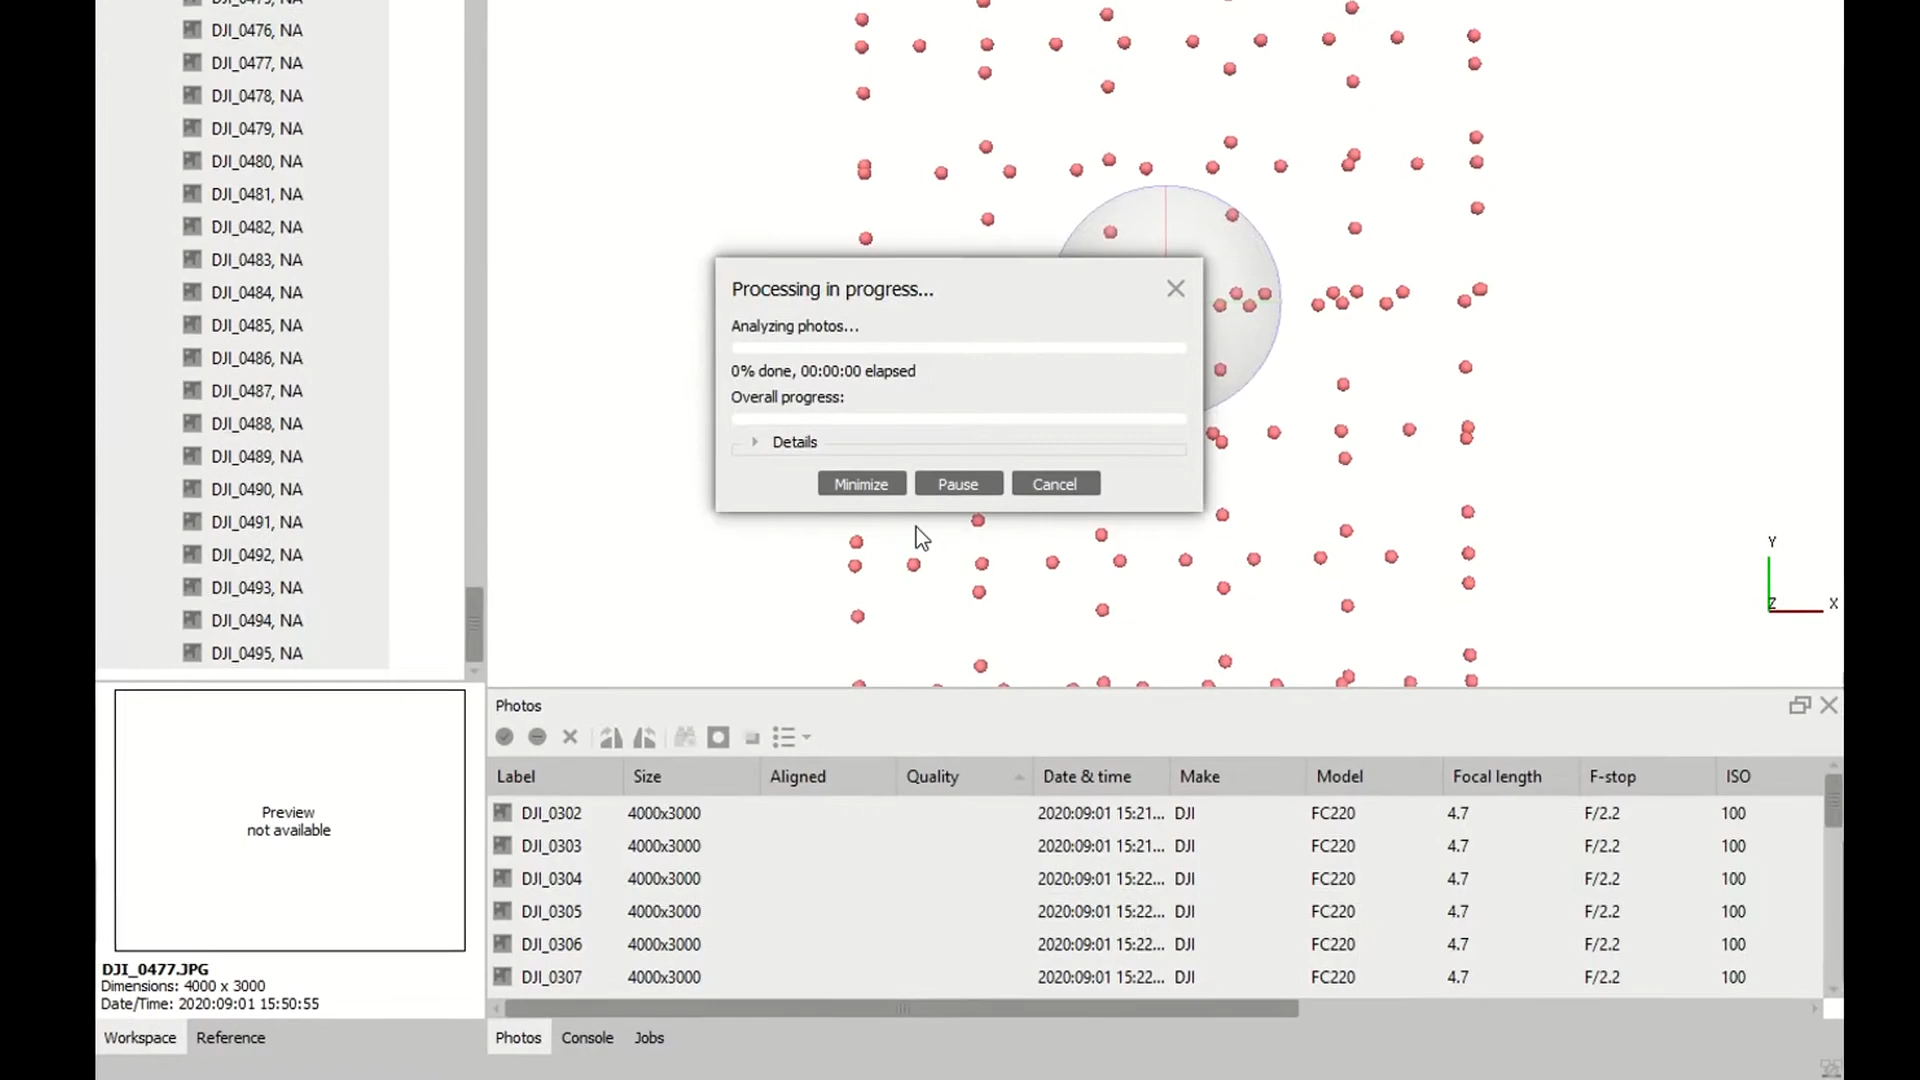 DJI_0476, NA
DJI_0477, NA
DJI_0478, NA
DJI_0479, NA
DJI_0480, NA
DJI_0481, NA
DJI_0482, NA
DJI_0483, NA
DJI_0484, NA
DJI_0485, NA
DJI_0486, NA
DJI_0487, NA
DJI_0488, NA
DJI_0489, NA
DJI_0490, NA
DJI_0491, NA
DJI_0492, NA
DJI_0493, NA
DJI_0494, NA
DJI_0495, NA
Processing in progress...
Analyzing photos...
0% done, 00:00:00 elapsed
Overall progress:
Details
Minimize Pause Cancel
Y
Z X
Preview
not available
DJI_0477.JPG
Dimensions: 4000 x 3000
Date/Time: 2020:09:01 15:50:55
Workspace Reference
Photos
Label Size Aligned Quality Date & time Make Model Focal length F-stop ISO
DJI_0302 4000x3000 2020:09:01 15:21... DJI FC220 4.7 F/2.2 100
DJI_0303 4000x3000 2020:09:01 15:21... DJI FC220 4.7 F/2.2 100
DJI_0304 4000x3000 2020:09:01 15:22... DJI FC220 4.7 F/2.2 100
DJI_0305 4000x3000 2020:09:01 15:22... DJI FC220 4.7 F/2.2 100
DJI_0306 4000x3000 2020:09:01 15:22... DJI FC220 4.7 F/2.2 100
DJI_0307 4000x3000 2020:09:01 15:22... DJI FC220 4.7 F/2.2 100
Photos Console Jobs